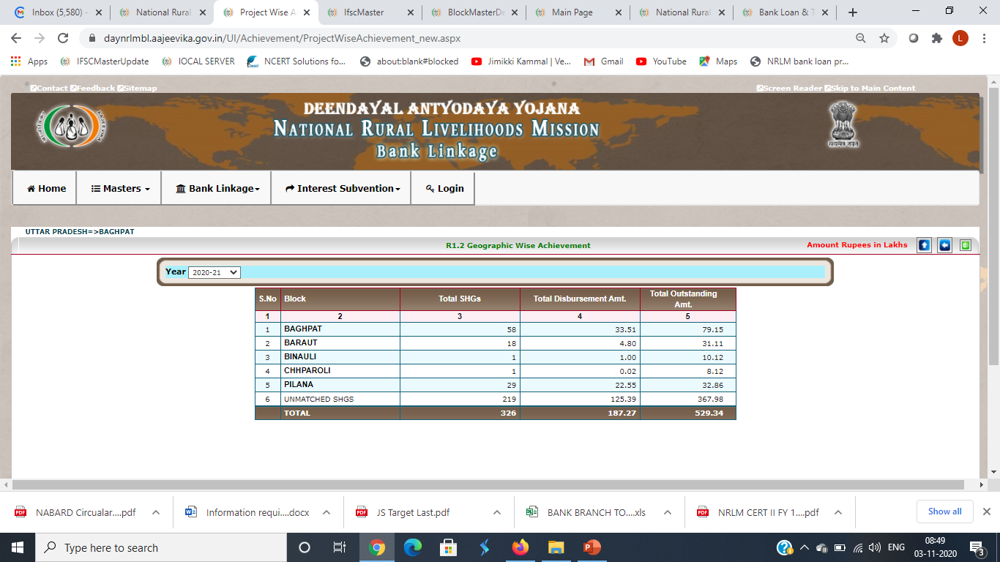 Inbox (5,580) -
National Rural
Project Wise A
IfscMaster
BlockMasterDe
Main Page
National Rural
Bank Loan & T
daynrlmbl.aajeevika.gov.in/UI/Achievement/ProjectWiseAchievement_new.aspx
L
Apps IFSCMasterUpdate lOCAL SERVER NCERT Solutions fo... about:blank#blocked Jimikki Kammal | Ve... Gmail YouTube Maps NRLM bank loan pr...
Contact Feedback Sitemap
Screen Reader Skip to Main Content
DEENDAYAL ANTYODAYA YOJANA
NATIONAL RURAL LIVELIHOODS MISSION
Bank Linkage
सत्यमेव जयते
Home Masters Bank Linkage Interest Subvention Login
UTTAR PRADESH=>BAGHPAT
R1.2 Geographic Wise Achievement
Amount Rupees in Lakhs
Year 2020-21
S.No Block Total SHGs Total Disbursement Amt. Total Outstanding Amt.
1 2 3 4 5
1 BAGHPAT 58 33.51 79.15
2 BARAUT 18 4.80 31.11
3 BINAULI 1 1.00 10.12
4 CHHPAROLI 1 0.02 8.12
5 PILANA 29 22.55 32.86
6 UNMATCHED SHGS 219 125.39 367.98
TOTAL 326 187.27 529.34
NABARD Circualar....pdf
Information requi....docx
JS Target Last.pdf
BANK BRANCH TO....xls
NRLM CERT II FY 1....pdf
Show all
Type here to search
ENG
08:49
03-11-2020
3